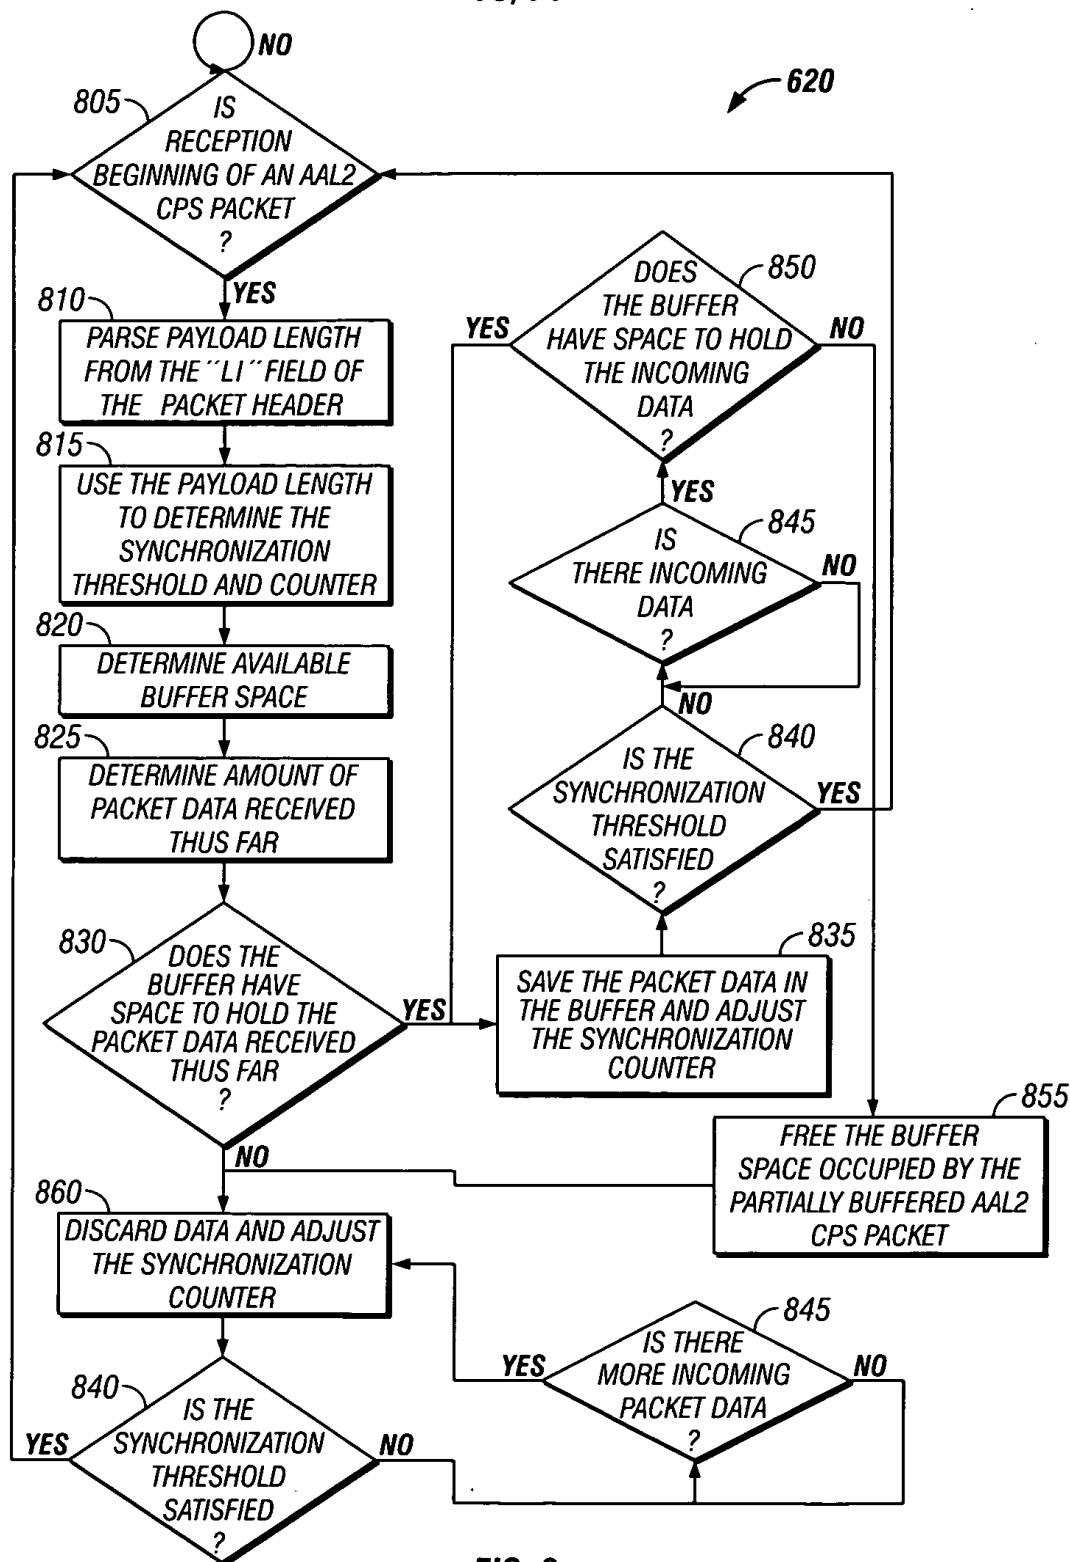 NO
620
805
IS
RECEPTION
BEGINNING OF AN AAL2
CPS PACKET
?
YES
810
PARSE PAYLOAD LENGTH
FROM THE ˝LI˝ FIELD OF
THE PACKET HEADER
815
USE THE PAYLOAD LENGTH
TO DETERMINE THE
SYNCHRONIZATION
THRESHOLD AND COUNTER
820
DETERMINE AVAILABLE
BUFFER SPACE
825
DETERMINE AMOUNT OF
PACKET DATA RECEIVED
THUS FAR
830
DOES THE
BUFFER HAVE
SPACE TO HOLD THE
PACKET DATA RECEIVED
THUS FAR
?
YES
NO
850
DOES
THE BUFFER
HAVE SPACE TO HOLD
THE INCOMING
DATA
?
YES
NO
YES
845
IS
THERE INCOMING
DATA
?
NO
NO
840
IS THE
SYNCHRONIZATION
THRESHOLD
SATISFIED
?
YES
835
SAVE THE PACKET DATA IN
THE BUFFER AND ADJUST
THE SYNCHRONIZATION
COUNTER
855
FREE THE BUFFER
SPACE OCCUPIED BY THE
PARTIALLY BUFFERED AAL2
CPS PACKET
860
DISCARD DATA AND ADJUST
THE SYNCHRONIZATION
COUNTER
840
IS THE
SYNCHRONIZATION
THRESHOLD
SATISFIED
?
YES
NO
845
IS THERE
MORE INCOMING
PACKET DATA
?
YES
NO